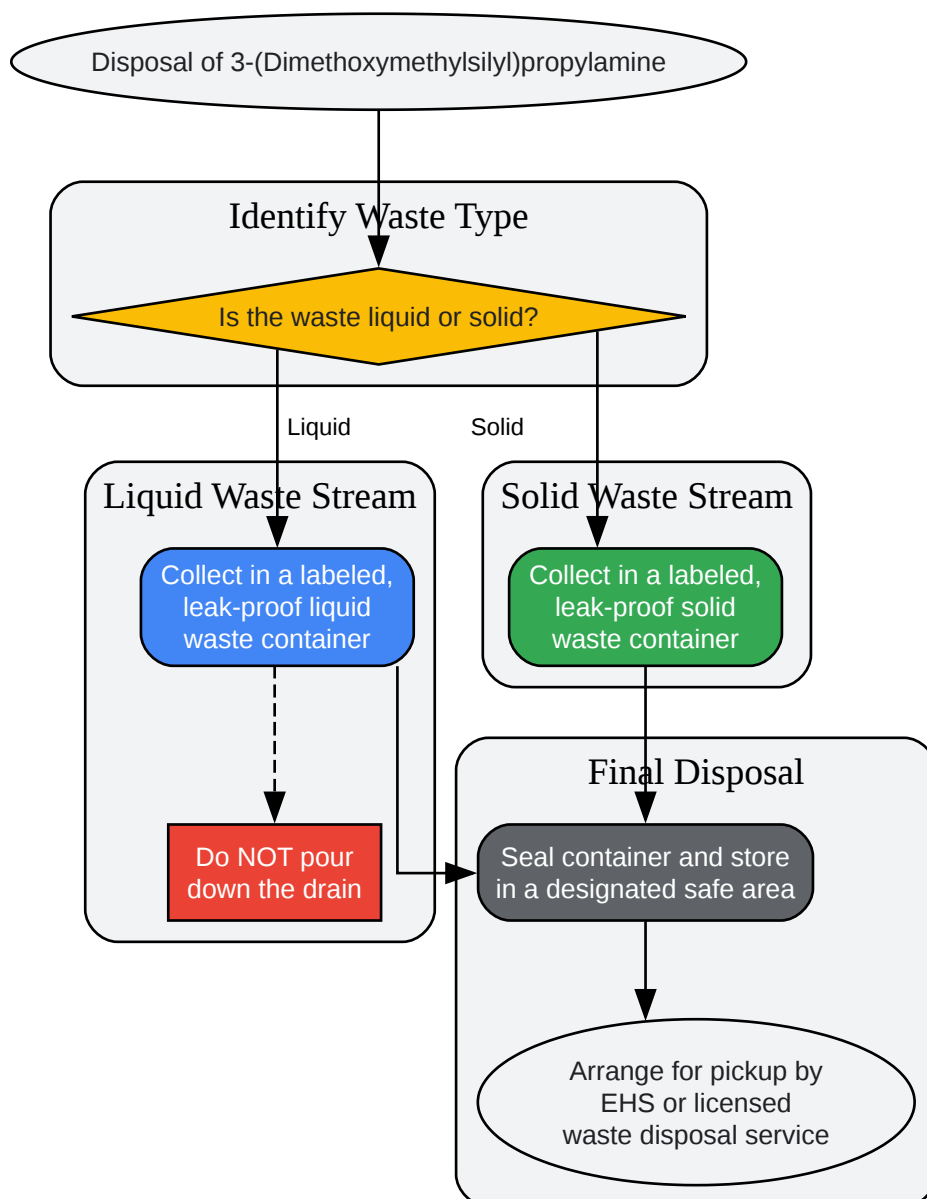 Disposal of 3-(Dimethoxymethylsilyl)propylamine
Identify Waste Type
Is the waste liquid or solid?
Liquid
Solid
Liquid Waste Stream
Solid Waste Stream
Collect in a labeled,
leak-proof liquid
waste container
Collect in a labeled,
leak-proof solid
waste container
Final Disposal
Do NOT pour
down the drain
Seal container and store
in a designated safe area
Arrange for pickup by
EHS or licensed
waste disposal service